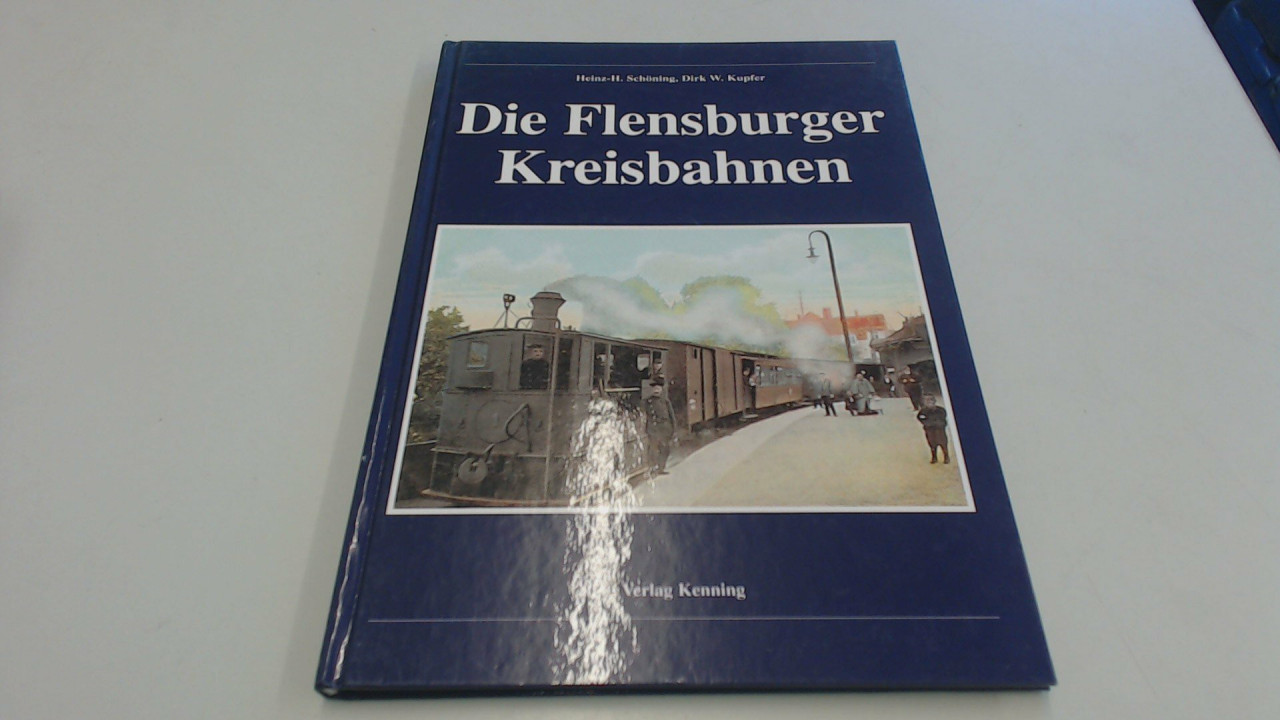 Heinz-H. Schöning, Dirk W. Kupfer
Die Flensburger
Kreisbahnen
Verlag Kenning